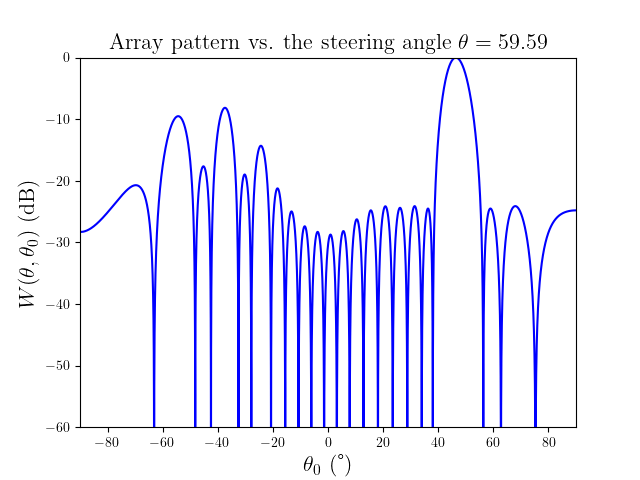 Array pattern vs. the steering angle θ = 59.59
0
−10
−20
−30
−40
−50
−60
W(θ, θ₀) (dB)
−80 −60 −40 −20 0 20 40 60 80
θ₀ (°)